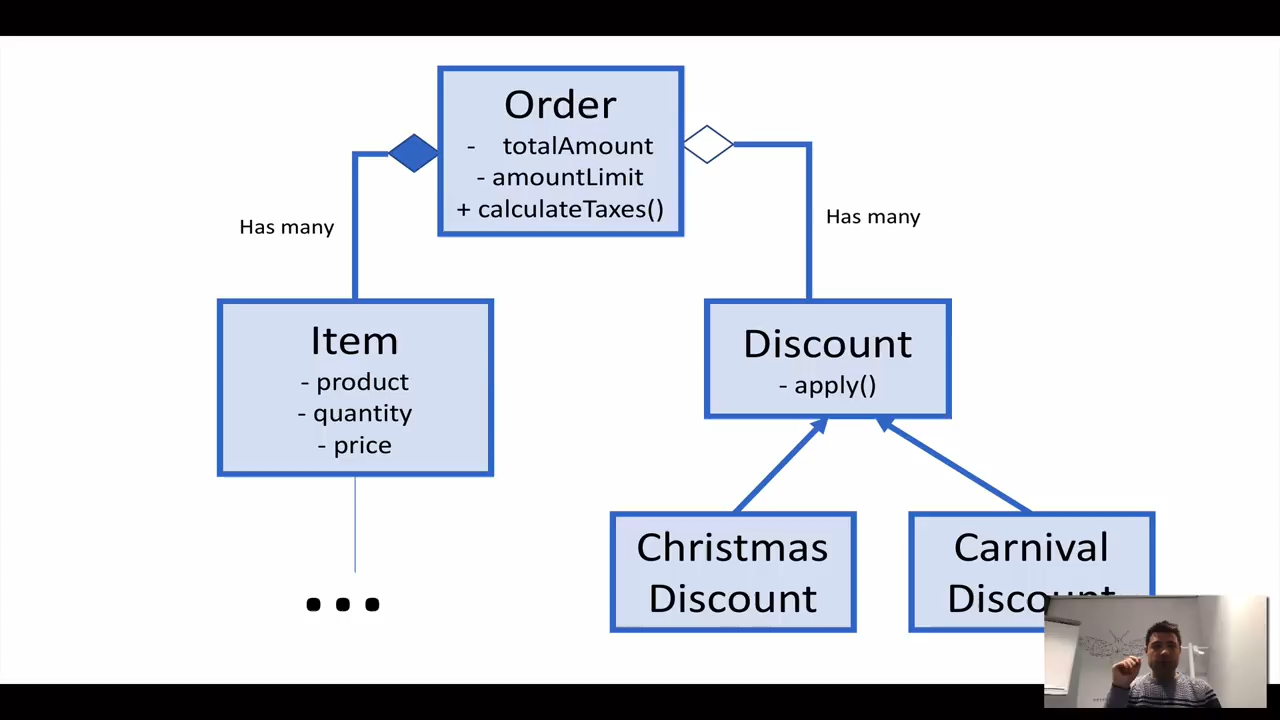 Order
- totalAmount
- amountLimit
+ calculateTaxes()
Has many
Has many
Item
- product
- quantity
- price
Discount
- apply()
Christmas
Discount
Carnival
Discount
...